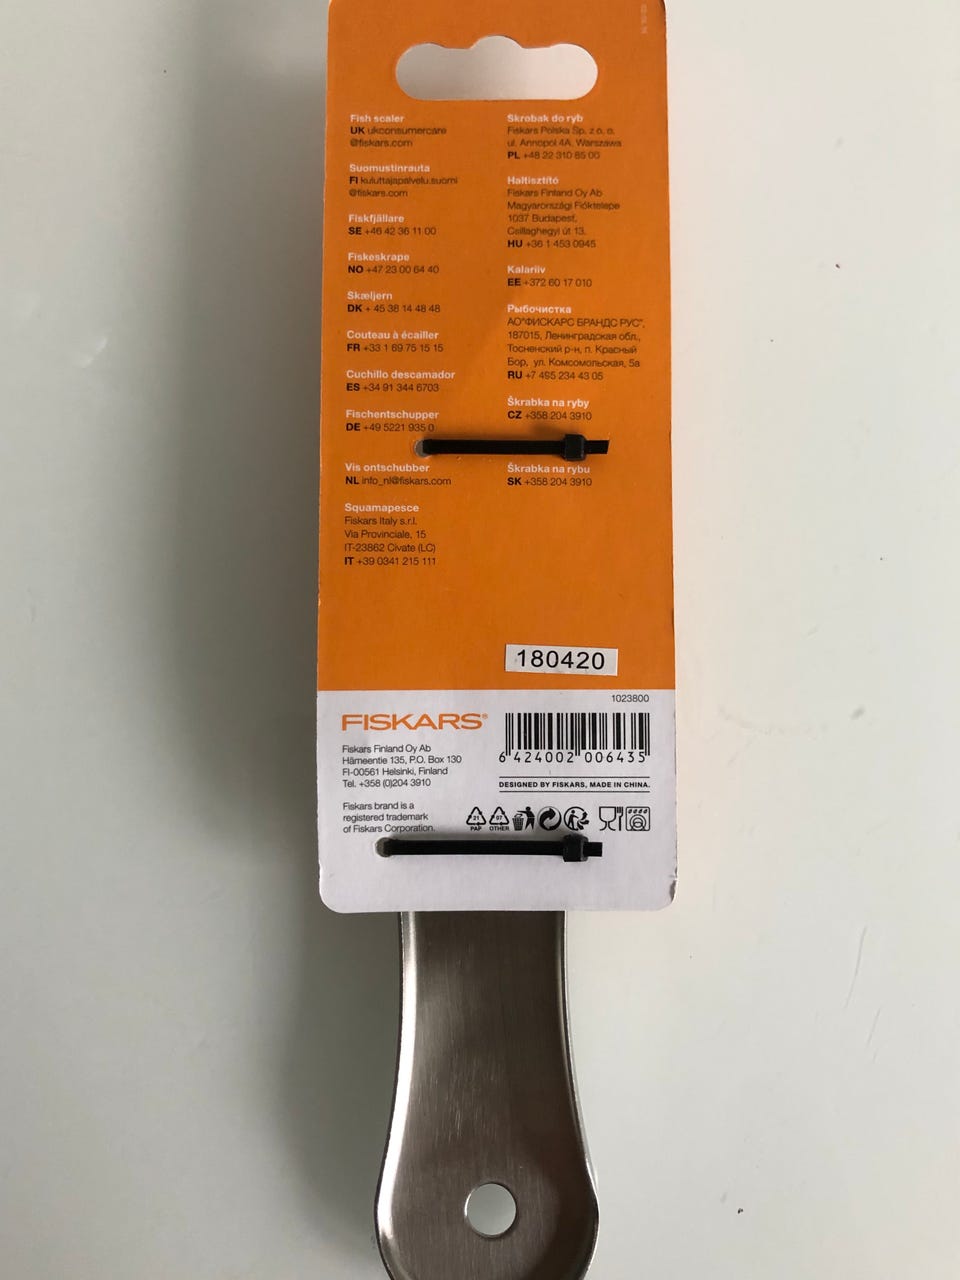 Fish scaler
UK ukconsumercare
@fiskars.com
Suomustinrauta
FI kuluttajapalvelu.suomi
@fiskars.com
Fiskfjällare
SE +46 42 36 11 00
Fiskeskrape
NO +47 23 00 64 40
Skæljern
DK + 45 38 14 48 48
Couteau à écailler
FR +33 1 69 75 15 15
Cuchillo descamador
ES +34 91 344 6703
Fischentschupper
DE +49 5221 935 0
Vis ontschubber
NL info_nl@fiskars.com
Squamapesce
Fiskars Italy s.r.l.
Via Provinciale, 15
IT-23862 Civate (LC)
IT +39 0341 215 111
Skrobak do ryb
Fiskars Polska Sp. z o. o.
ul. Annopol 4A. Warszawa
PL +48 22 310 85 00
Haltisztító
Fiskars Finland Oy Ab
Magyarországi Fióktelepe
1037 Budapest,
Csillaghegyi út 13.
HU +36 1 453 0945
Kalariiv
EE +372 60 17 010
Рыбочистка
АО"ФИСКАРС БРАНДС РУС",
187015, Ленинградская обл.,
Тосненский р-н, п. Красный
Бор, ул. Комсомольская, 5а
RU +7 495 234 43 05
Škrabka na ryby
CZ +358 204 3910
Škrabka na rybu
SK +358 204 3910
180420
1023800
FISKARS®
Fiskars Finland Oy Ab
Hämeentie 135, P.O. Box 130
FI-00561 Helsinki, Finland
Tel. +358 (0)204 3910
Fiskars brand is a
registered trademark
of Fiskars Corporation.
6 424002 006435
DESIGNED BY FISKARS, MADE IN CHINA.
21 07
PAP OTHER